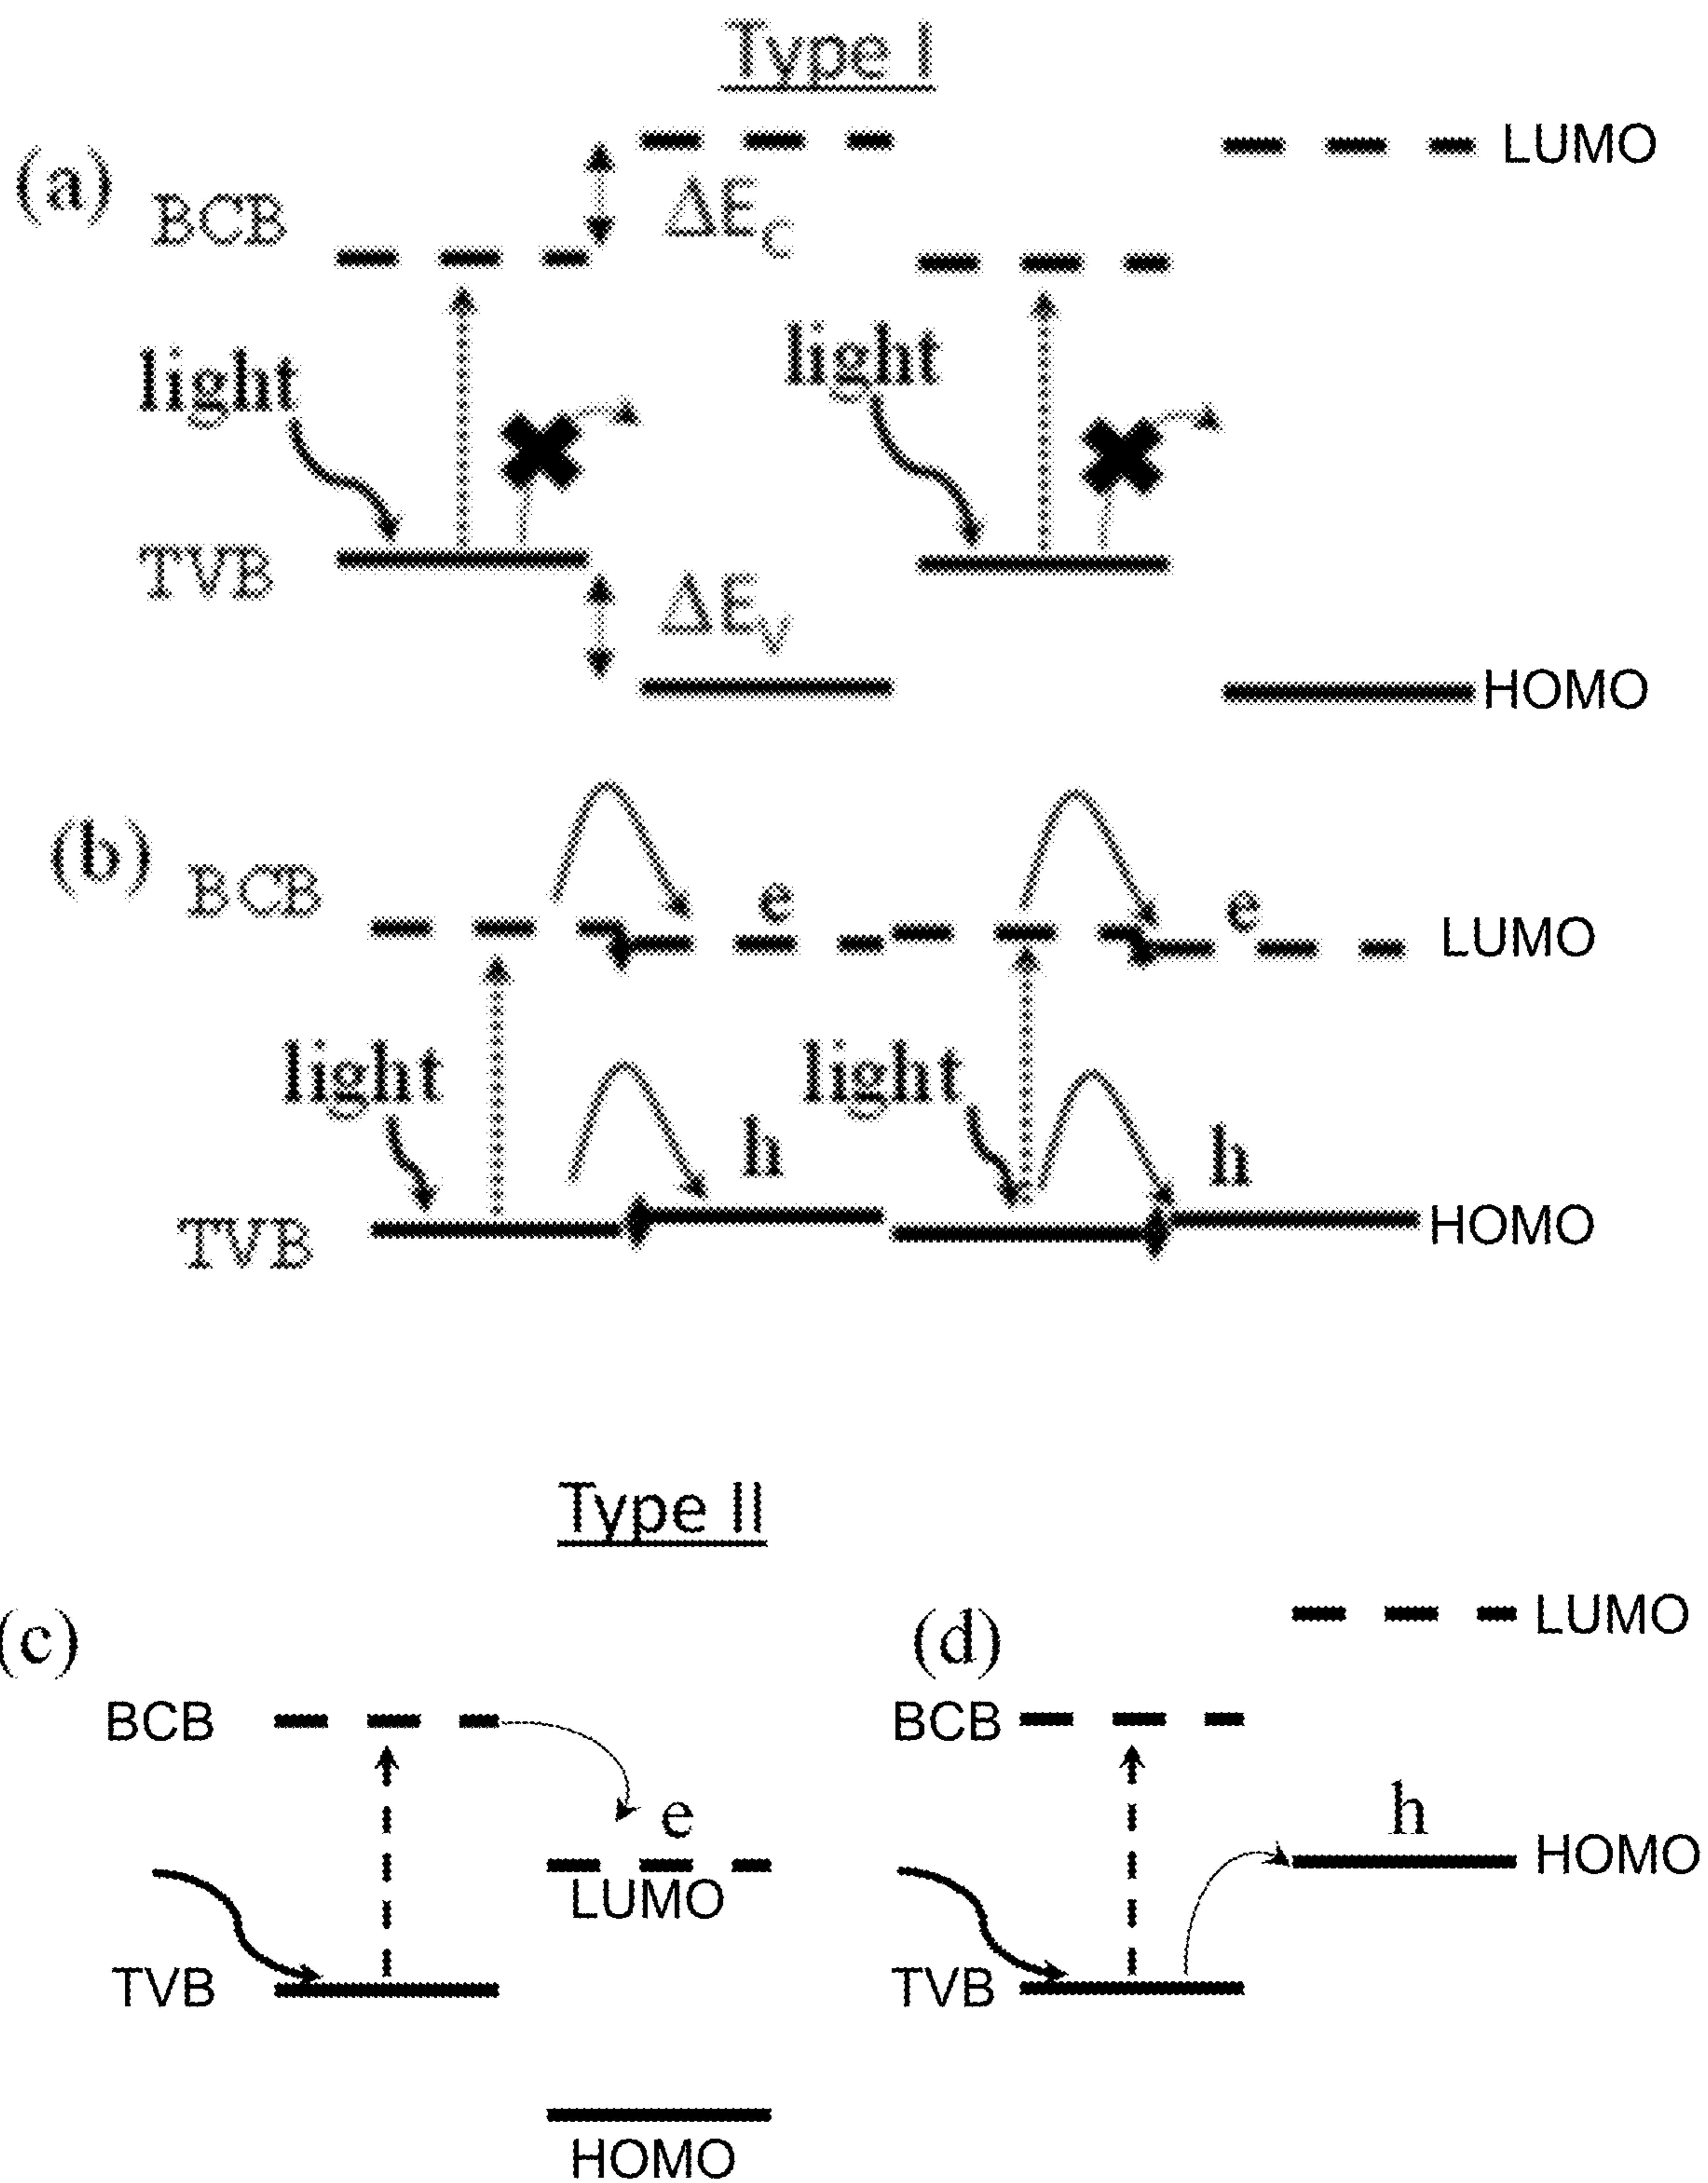 Type I
(a)
LUMO
BCB
ΔE_C
light
light
TVB
ΔE_V
HOMO
(b)
BCB
e
e
LUMO
light
light
h
h
TVB
HOMO
Type II
(c)
(d)
LUMO
BCB
BCB
e
h
LUMO
HOMO
TVB
TVB
HOMO